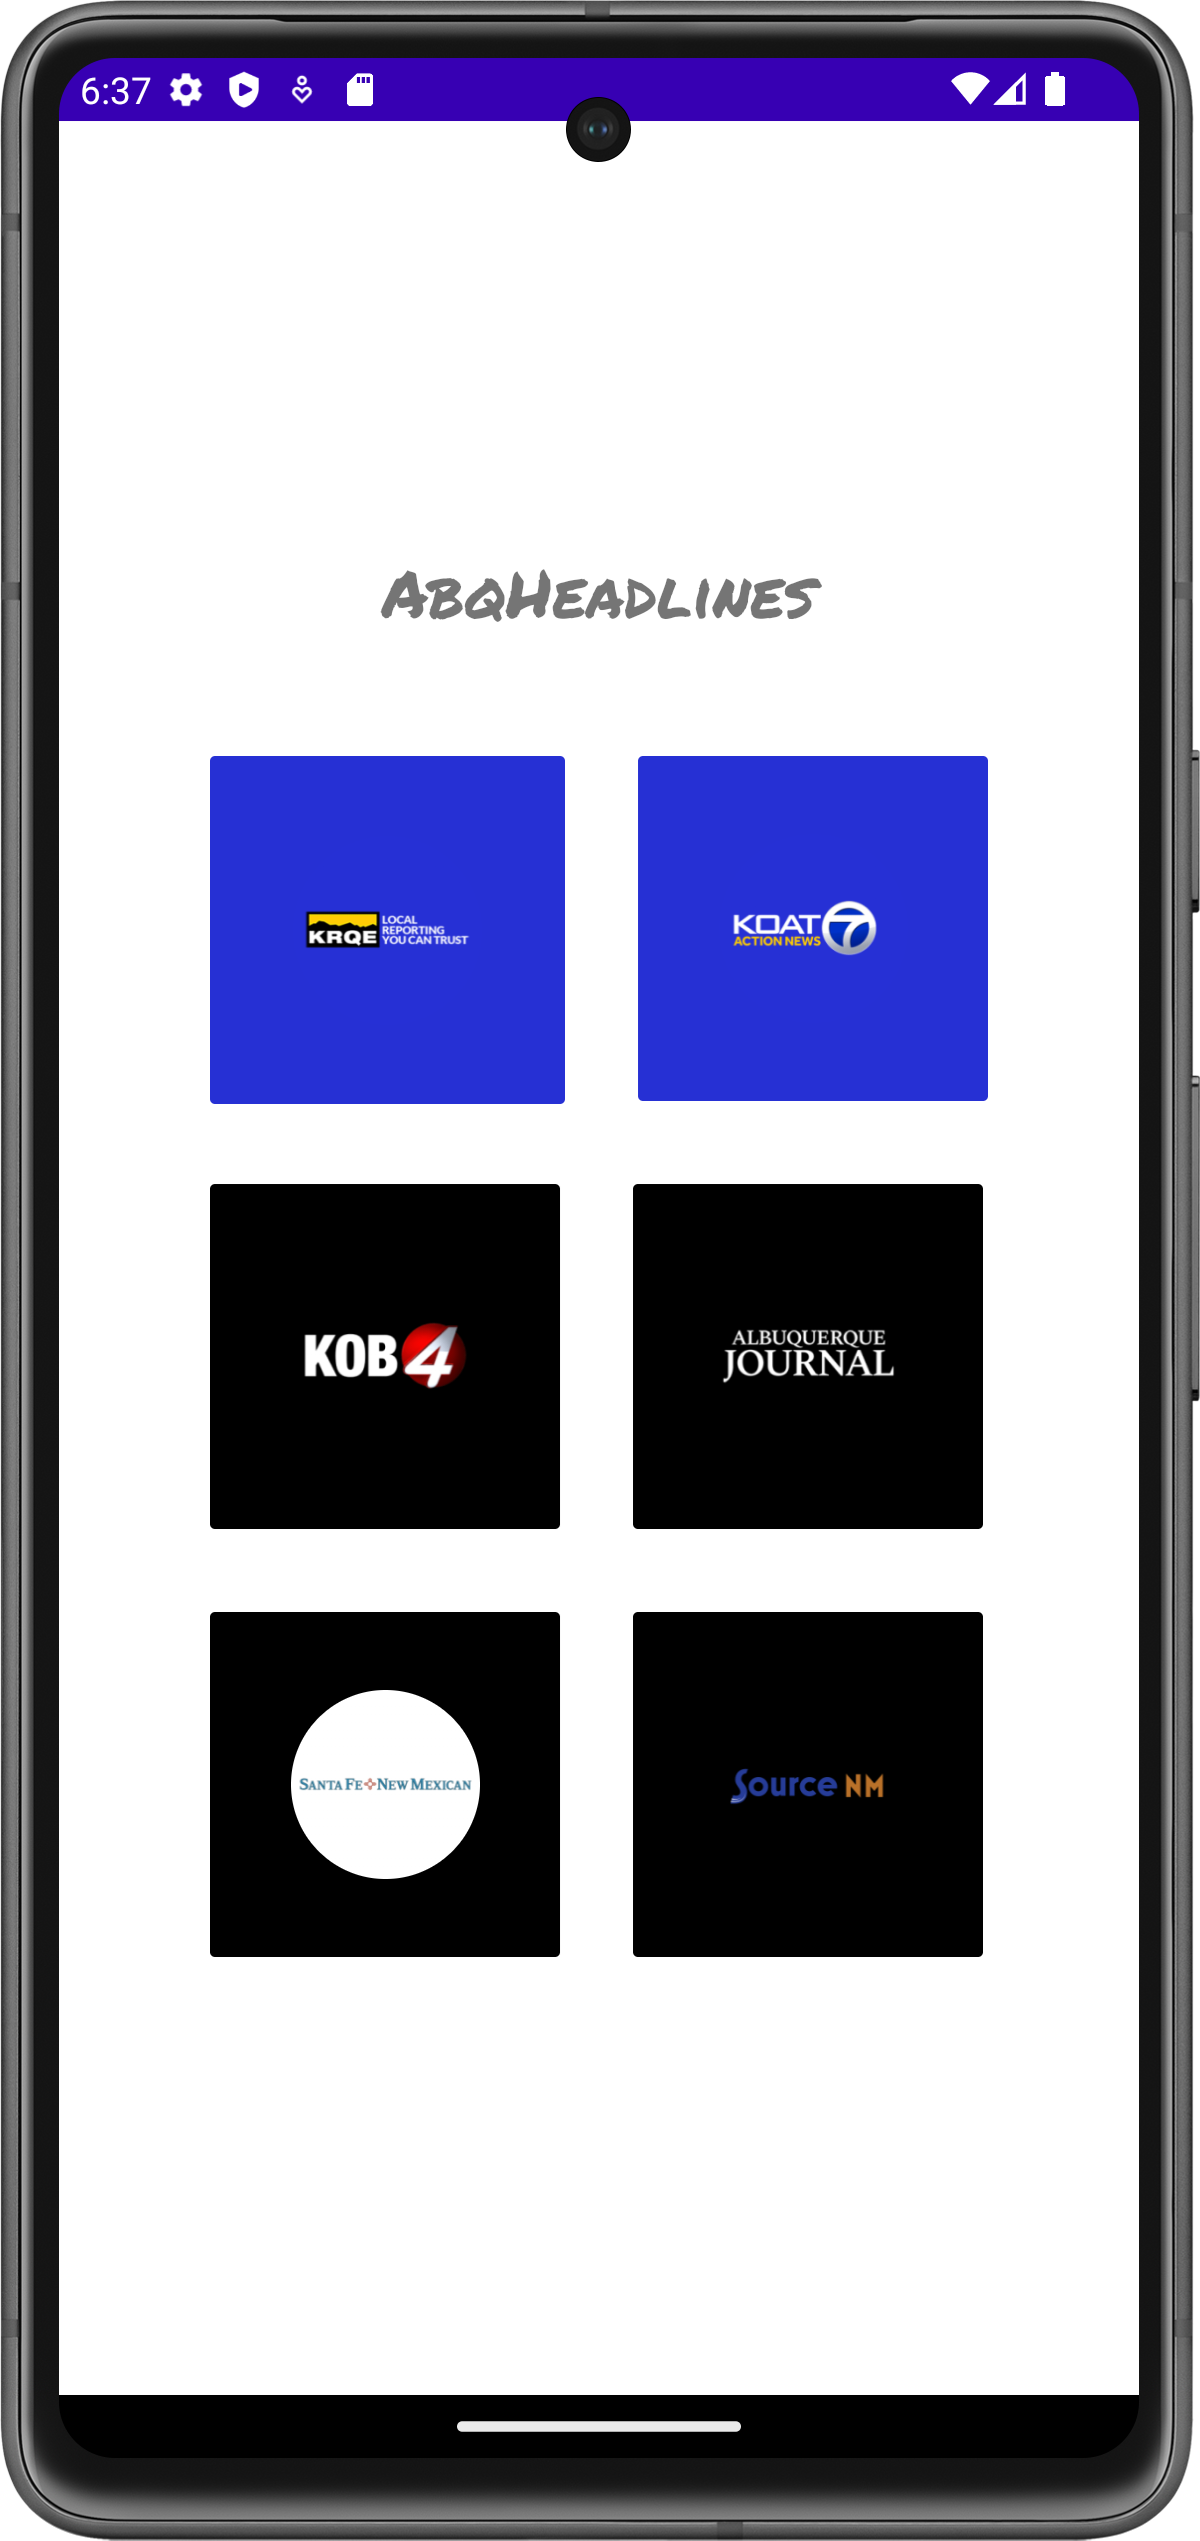 6:37
AbqHeadlines
KRQE
LOCAL
REPORTING
YOU CAN TRUST
KOAT 7
ACTION NEWS
KOB 4
ALBUQUERQUE
JOURNAL
SANTA FE NEW MEXICAN
Source NM